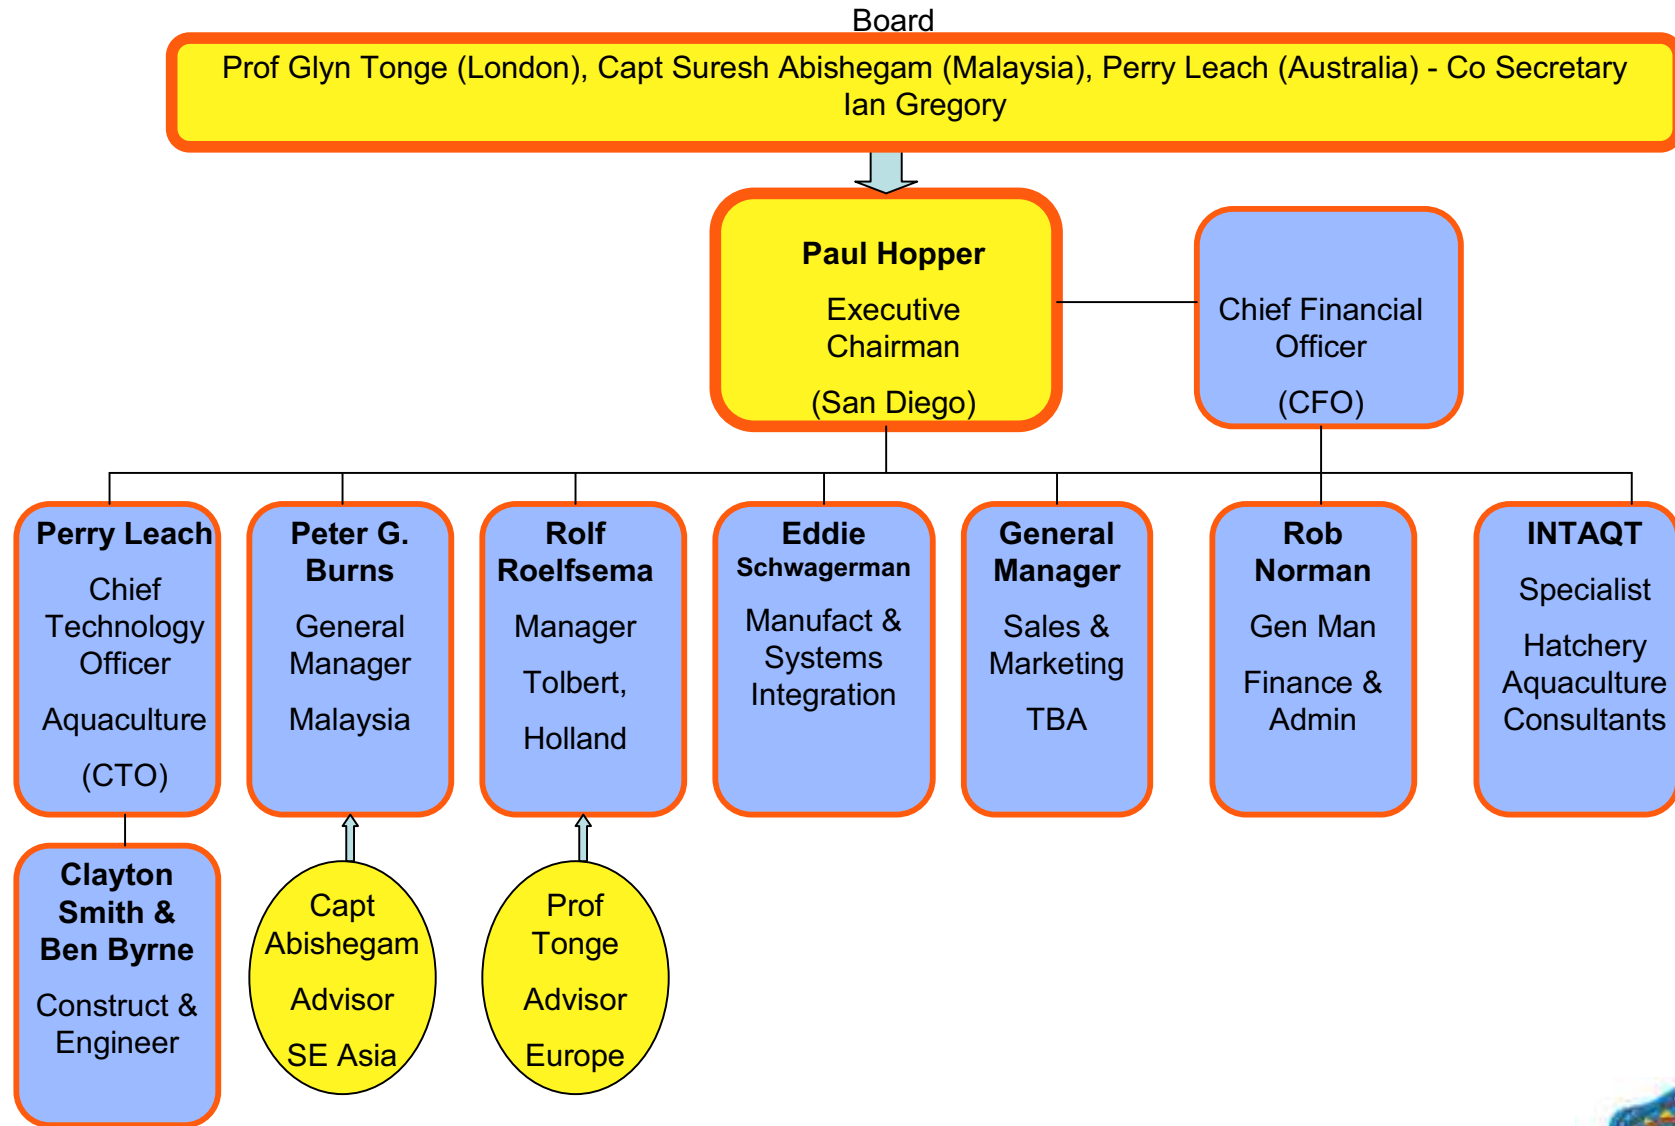 Board
Prof Glyn Tonge (London), Capt Suresh Abishegam (Malaysia), Perry Leach (Australia) - Co Secretary
Ian Gregory
Paul Hopper
Executive
Chairman
(San Diego)
Chief Financial
Officer
(CFO)
Perry Leach
Chief
Technology
Officer
Aquaculture
(CTO)
Peter G.
Burns
General
Manager
Malaysia
Rolf
Roelfsema
Manager
Tolbert,
Holland
Eddie
Schwagerman
Manufact &
Systems
Integration
General
Manager
Sales &
Marketing
TBA
Rob
Norman
Gen Man
Finance &
Admin
INTAQT
Specialist
Hatchery
Aquaculture
Consultants
Clayton
Smith &
Ben Byrne
Construct &
Engineer
Capt
Abishegam
Advisor
SE Asia
Prof
Tonge
Advisor
Europe